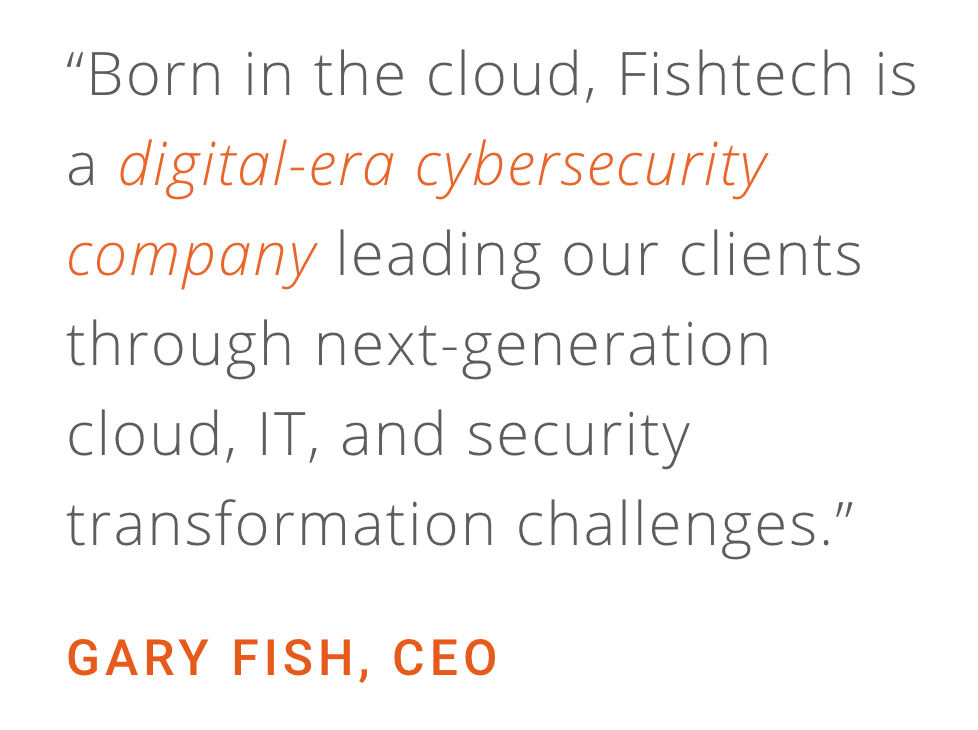 “Born in the cloud, Fishtech is
a digital-era cybersecurity
company leading our clients
through next-generation
cloud, IT, and security
transformation challenges.”
GARY FISH, CEO